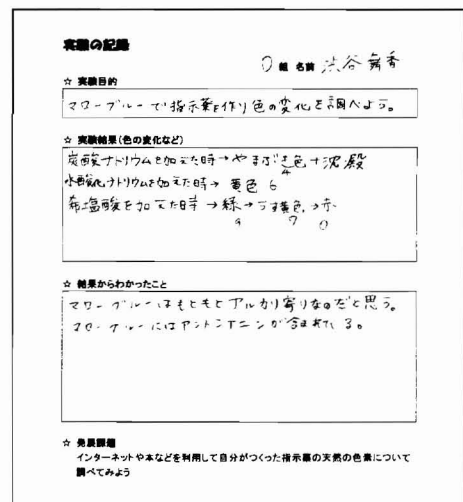 実験の記録
組 名前 渋谷 舞香
☆ 実験目的
マローブルーで指示薬を作り色の変化を調べよう。
☆ 実験結果(色の変化など)
炭酸ナトリウムを加えた時→やまぶき色+沈澱
4
水酸化ナトリウムを加えた時→ 黄色 6
希塩酸を加えた時 →緑→うす黄色→赤
9 7 0
☆ 結果からわかったこと
マローブルーはもともとアルカリ寄りなのだと思う。
マローブルーにはアントシアニンが含まれている。
☆ 発展課題
インターネットや本などを利用して自分がつくった指示薬の天然の色素について
調べてみよう